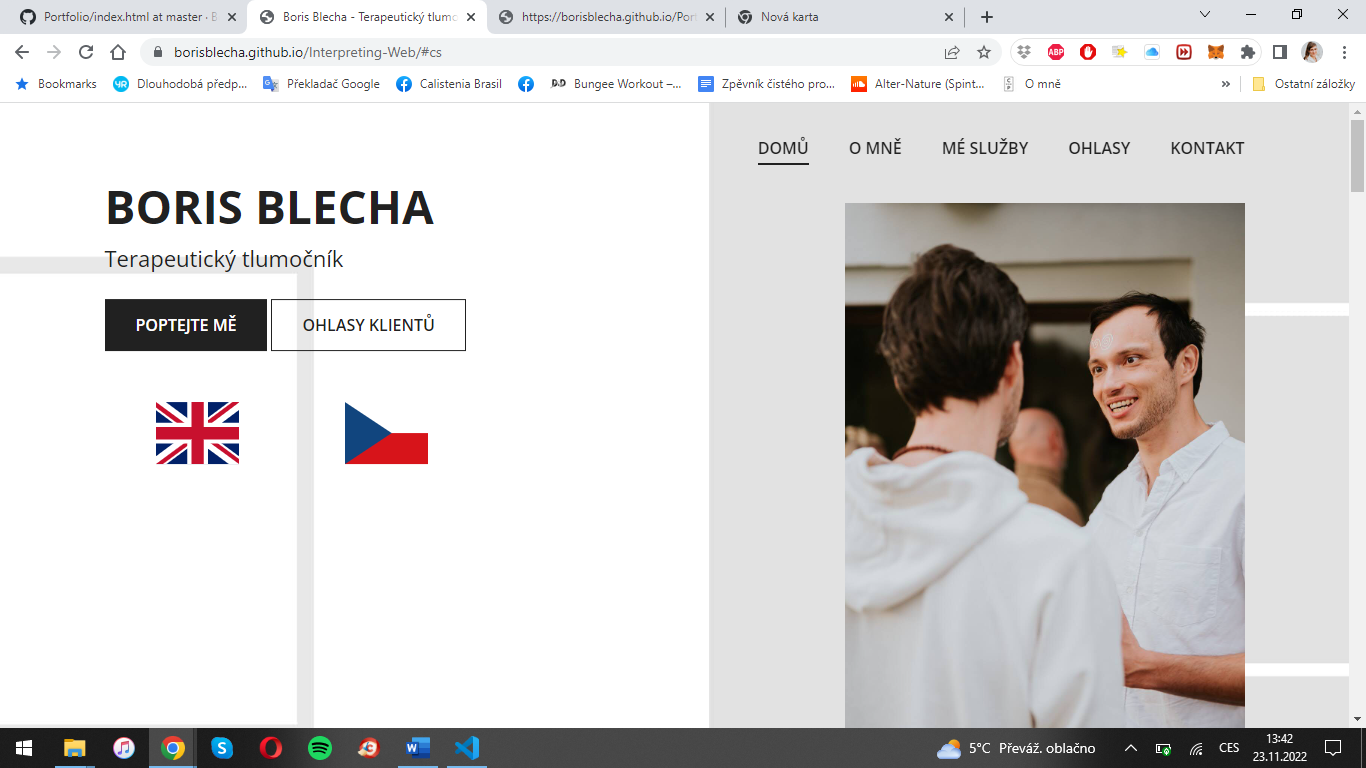 Portfolio/index.html at master · B
Boris Blecha - Terapeutický tlumo
https://borisblecha.github.io/Por
Nová karta
borisblecha.github.io/Interpreting-Web/#cs
ABP
Bookmarks
Dlouhodobá předp...
Překladač Google
Calistenia Brasil
Bungee Workout –...
Zpěvník čistého pro...
Alter-Nature (Spint...
O mně
»
Ostatní záložky
DOMŮ
O MNĚ
MÉ SLUŽBY
OHLASY
KONTAKT
BORIS BLECHA
Terapeutický tlumočník
POPTEJTE MĚ
OHLASY KLIENTŮ
5°C Převáž. oblačno
CES
13:42
23.11.2022